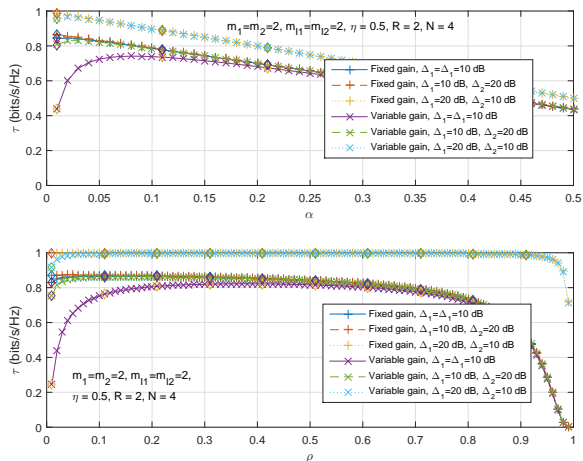 m1=m2=2, mI1=mI2=2, η = 0.5, R = 2, N = 4
1
0.8
0.6
0.4
0.2
0
τ (bits/s/Hz)
Fixed gain, Δ1=Δ1=10 dB
Fixed gain, Δ1=10 dB, Δ2=20 dB
Fixed gain, Δ1=20 dB, Δ2=10 dB
Variable gain, Δ1=Δ1=10 dB
Variable gain, Δ1=10 dB, Δ2=20 dB
Variable gain, Δ1=20 dB, Δ2=10 dB
0 0.05 0.1 0.15 0.2 0.25 0.3 0.35 0.4 0.45 0.5
α
1
0.8
0.6
0.4
0.2
0
τ (bits/s/Hz)
Fixed gain, Δ1=Δ1=10 dB
Fixed gain, Δ1=10 dB, Δ2=20 dB
Fixed gain, Δ1=20 dB, Δ2=10 dB
Variable gain, Δ1=Δ1=10 dB
Variable gain, Δ1=10 dB, Δ2=20 dB
Variable gain, Δ1=20 dB, Δ2=10 dB
m1=m2=2, mI1=mI2=2,
η = 0.5, R = 2, N = 4
0 0.1 0.2 0.3 0.4 0.5 0.6 0.7 0.8 0.9 1
ρ